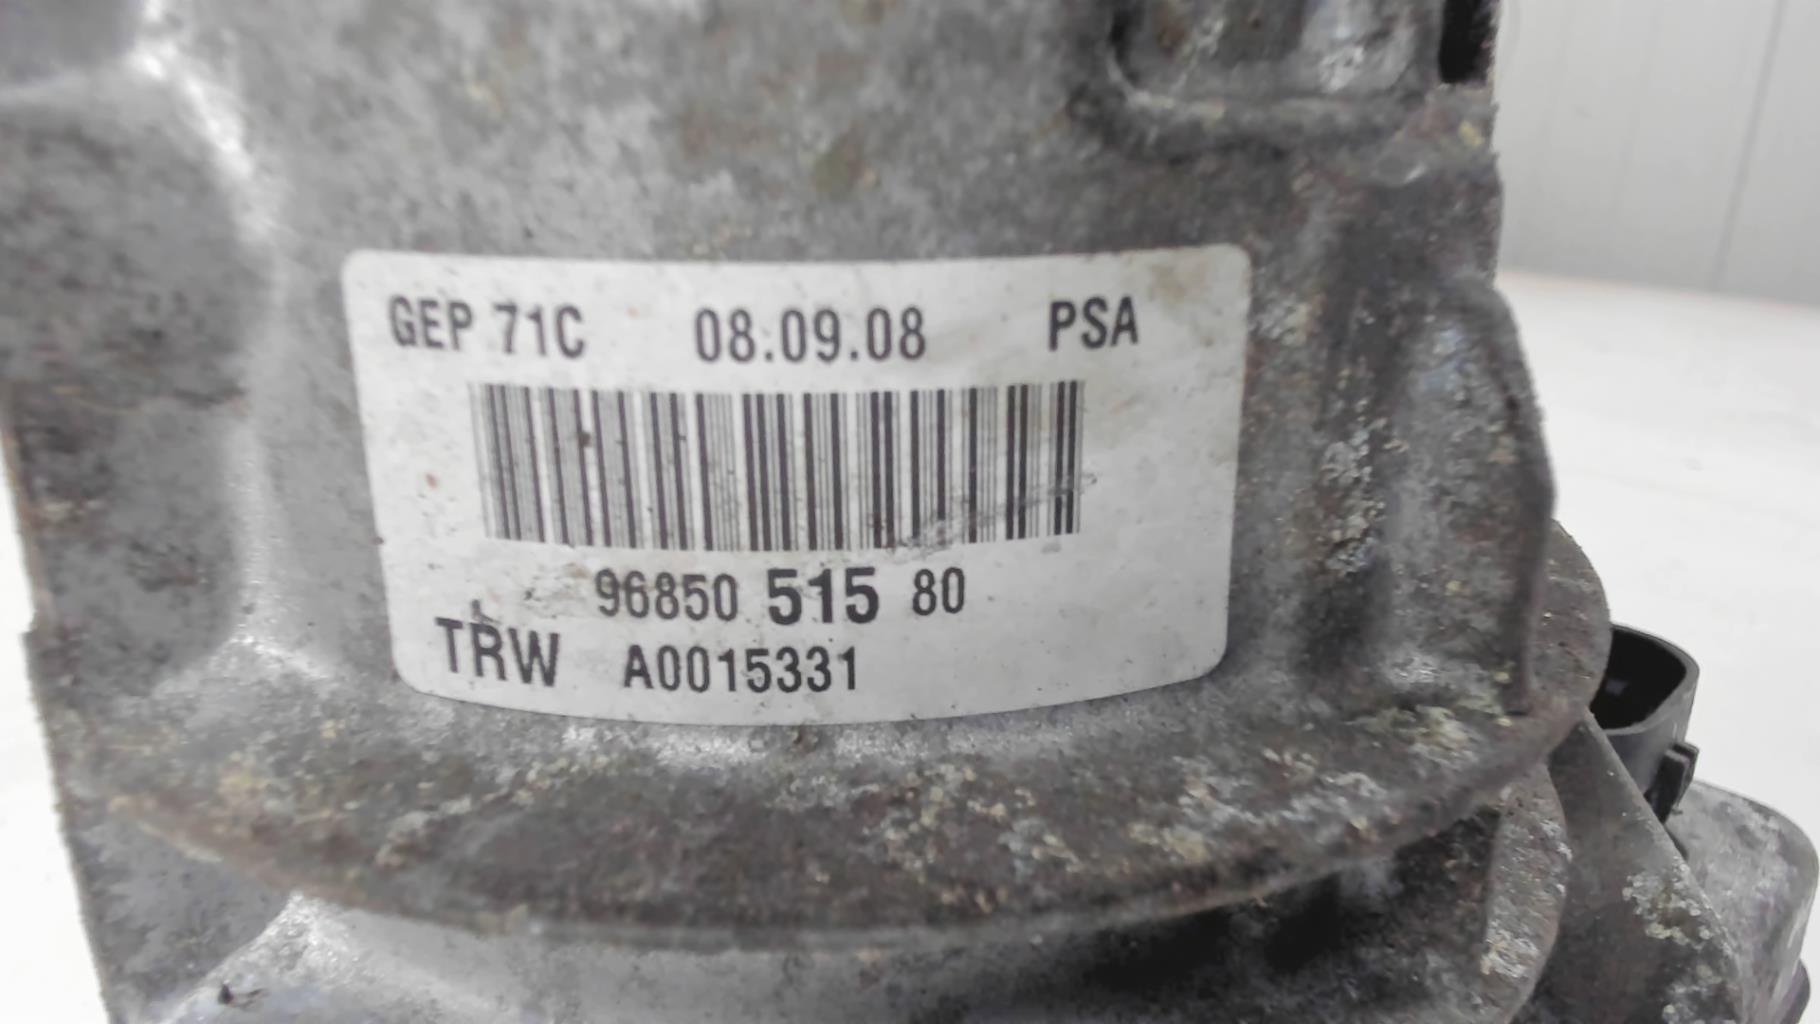 GEP 71C 08.09.08 PSA
96850 515 80
TRW A0015331